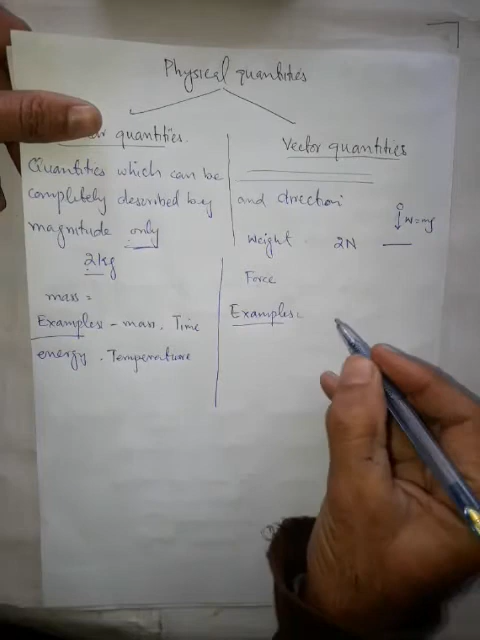 Physical quantities
ar quantities.
Quantities which can be
completely described by
magnitude only
2kg
mass =
Examples - mass, Time
energy. Temperature
Vector quantities
and direction
Weight 2N W=mg
Force
Examples: